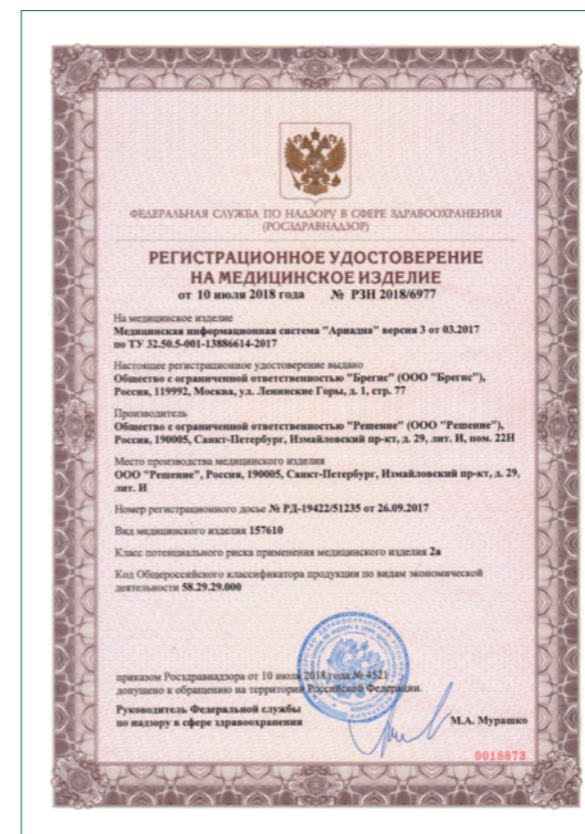 ФЕДЕРАЛЬНАЯ СЛУЖБА ПО НАДЗОРУ В СФЕРЕ ЗДРАВООХРАНЕНИЯ
(РОСЗДРАВНАДЗОР)
РЕГИСТРАЦИОННОЕ УДОСТОВЕРЕНИЕ
НА МЕДИЦИНСКОЕ ИЗДЕЛИЕ
от 10 июля 2018 года № РЗН 2018/6977
На медицинское изделие
Медицинская информационная система "Ариадна" версия 3 от 03.2017
по ТУ 32.50.5-001-13886614-2017
Настоящее регистрационное удостоверение выдано
Общество с ограниченной ответственностью "Брегис" (ООО "Брегис"),
Россия, 119992, Москва, ул. Ленинские Горы, д. 1, стр. 77
Производитель
Общество с ограниченной ответственностью "Решение" (ООО "Решение"),
Россия, 190005, Санкт-Петербург, Измайловский пр-кт, д. 29, лит. И, пом. 22Н
Место производства медицинского изделия
ООО "Решение", Россия, 190005, Санкт-Петербург, Измайловский пр-кт, д. 29,
лит. И
Номер регистрационного досье № РД-19422/51235 от 26.09.2017
Вид медицинского изделия 157610
Класс потенциального риска применения медицинского изделия 2а
Код Общероссийского классификатора продукции по видам экономической
деятельности 58.29.29.000
приказом Росздравнадзора от 10 июля 2018 года № 4521
допущено к обращению на территории Российской Федерации.
Руководитель Федеральной службы
по надзору в сфере здравоохранения
М.А. Мурашко
0018873